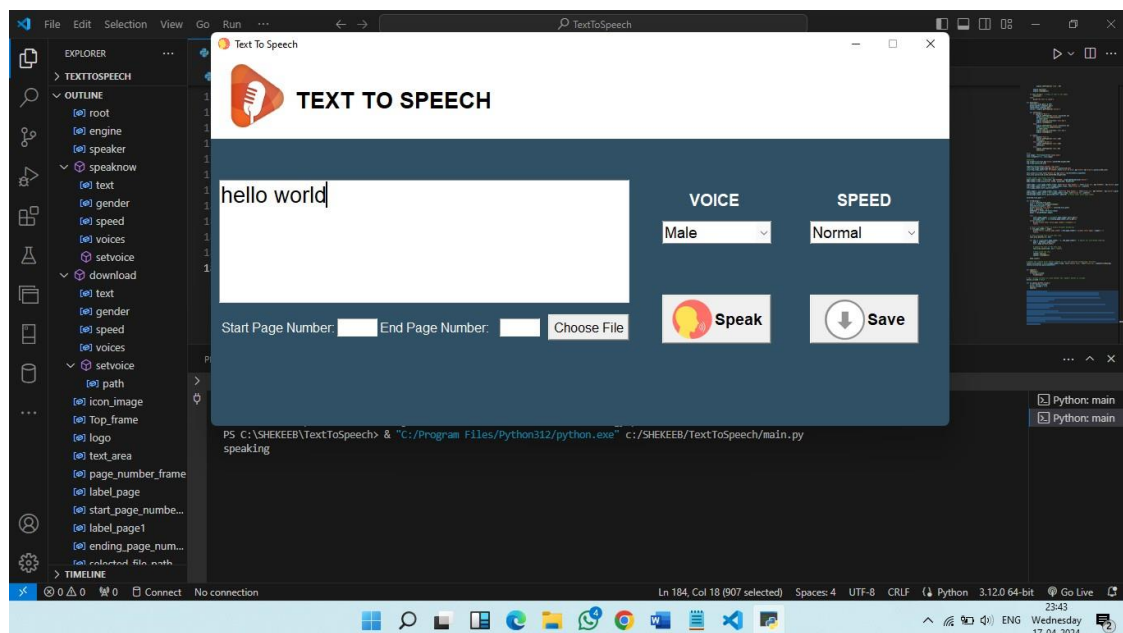 File Edit Selection View Go Run ... TextToSpeech
EXPLORER ...
TEXTTOSPEECH
OUTLINE
root
engine
speaker
speaknow
text
gender
speed
voices
setvoice
download
text
gender
speed
voices
setvoice
path
icon_image
Top_frame
logo
text_area
page_number_frame
label_page
start_page_numbe...
label_page1
ending_page_num...
TIMELINE
Text To Speech
TEXT TO SPEECH
hello world
VOICE SPEED
Male Normal
Start Page Number: End Page Number: Choose File
Speak Save
Python: main
Python: main
PS C:\SHEKEEB\TextToSpeech> & "C:/Program Files/Python312/python.exe" c:/SHEKEEB/TextToSpeech/main.py
speaking
0 0 0 Connect No connection Ln 184, Col 18 (907 selected) Spaces: 4 UTF-8 CRLF Python 3.12.0 64-bit Go Live
ENG
23:43
Wednesday
17-04-2024
2